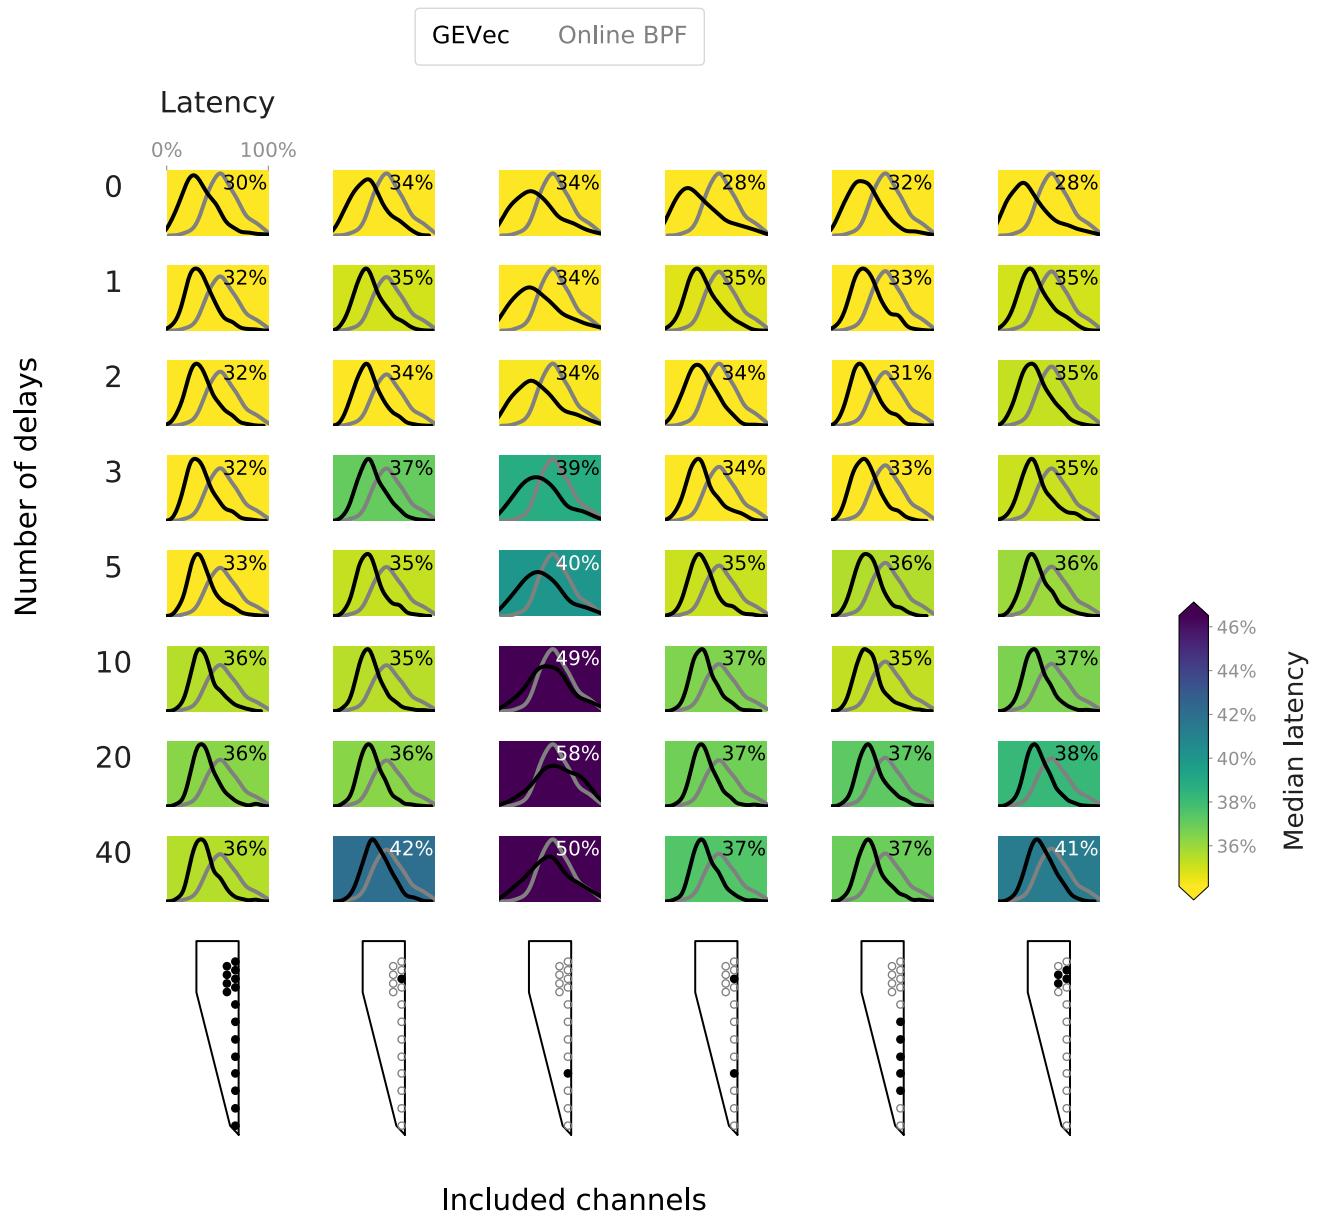 GEVec Online BPF
Latency
0% 100%
0 30% 34% 34% 28% 32% 28%
1 32% 35% 34% 35% 33% 35%
2 32% 34% 34% 34% 31% 35%
3 32% 37% 39% 34% 33% 35%
5 33% 35% 40% 35% 36% 36%
10 36% 35% 49% 37% 35% 37%
20 36% 36% 58% 37% 37% 38%
40 36% 42% 50% 37% 37% 41%
Number of delays
46%
44%
42%
40%
38%
36%
Median latency
Included channels